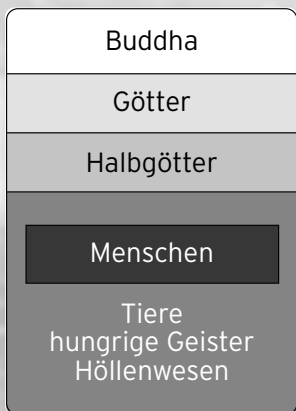 Buddha
Götter
Halbgötter
Menschen
Tiere
hungrige Geister
Höllenwesen